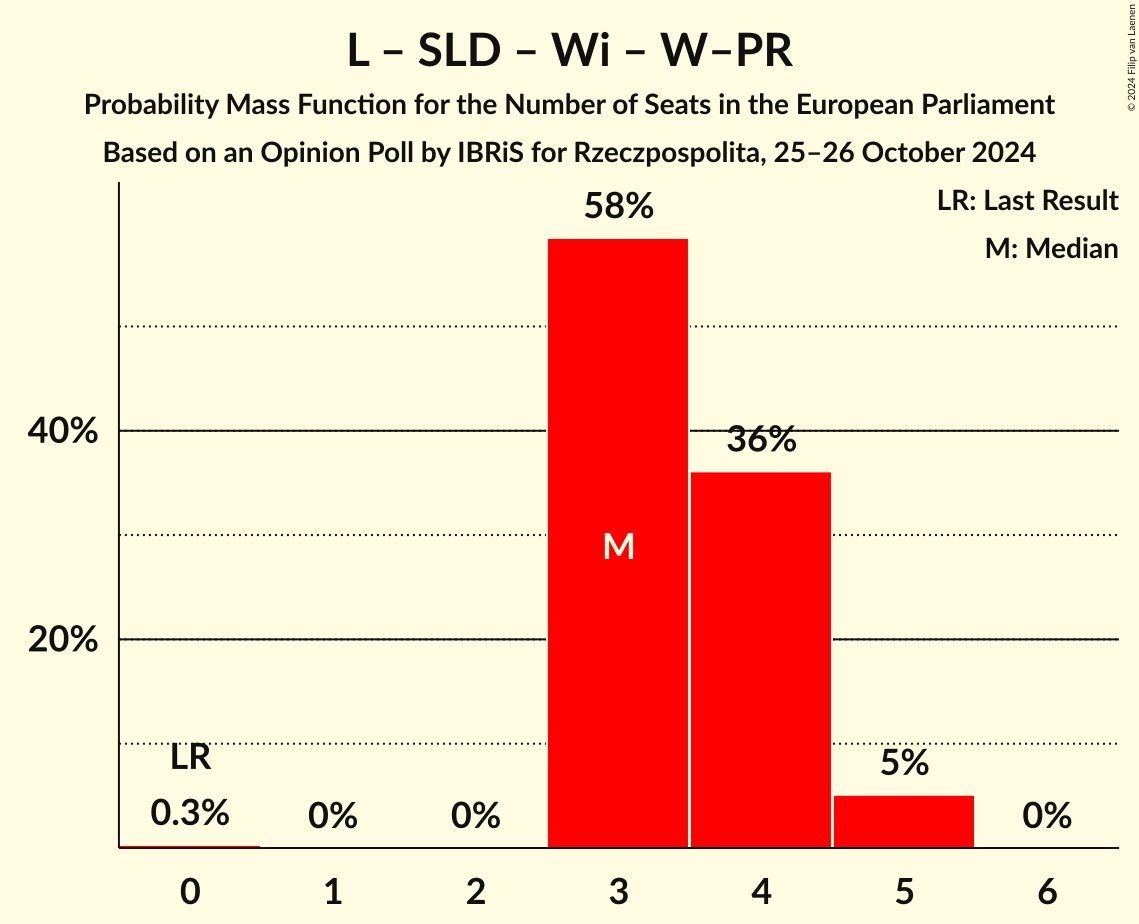 L – SLD – Wi – W–PR
Probability Mass Function for the Number of Seats in the European Parliament
Based on an Opinion Poll by IBRiS for Rzeczpospolita, 25–26 October 2024
© 2024 Filip van Laenen
LR: Last Result
M: Median
58%
40%
36%
M
20%
LR
0.3%
0%
0%
5%
0%
0 1 2 3 4 5 6